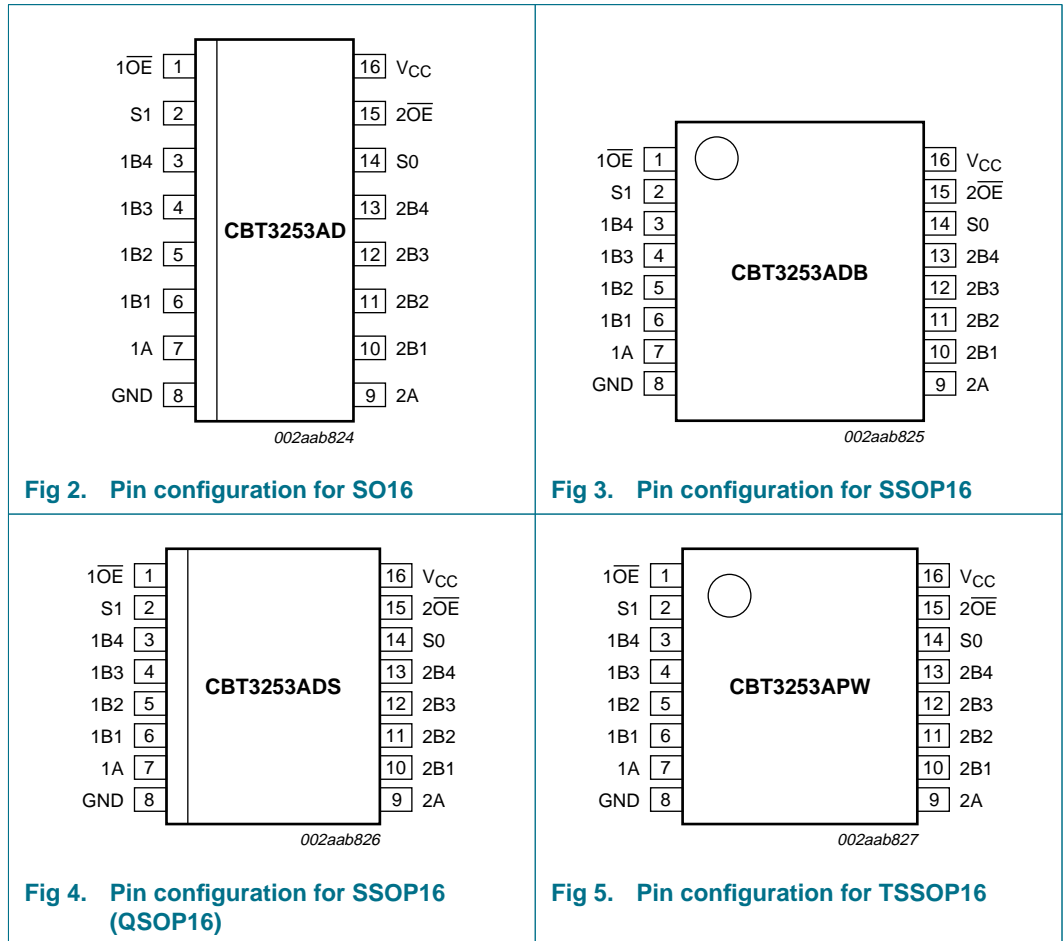 1OE 1 16 VCC
S1 2 15 2OE
1B4 3 14 S0
1B3 4 13 2B4
CBT3253AD
1B2 5 12 2B3
1B1 6 11 2B2
1A 7 10 2B1
GND 8 9 2A
002aab824
Fig 2. Pin configuration for SO16
1OE 1 16 VCC
S1 2 15 2OE
1B4 3 14 S0
1B3 4 13 2B4
CBT3253ADB
1B2 5 12 2B3
1B1 6 11 2B2
1A 7 10 2B1
GND 8 9 2A
002aab825
Fig 3. Pin configuration for SSOP16
1OE 1 16 VCC
S1 2 15 2OE
1B4 3 14 S0
1B3 4 13 2B4
CBT3253ADS
1B2 5 12 2B3
1B1 6 11 2B2
1A 7 10 2B1
GND 8 9 2A
002aab826
Fig 4. Pin configuration for SSOP16
(QSOP16)
1OE 1 16 VCC
S1 2 15 2OE
1B4 3 14 S0
1B3 4 13 2B4
CBT3253APW
1B2 5 12 2B3
1B1 6 11 2B2
1A 7 10 2B1
GND 8 9 2A
002aab827
Fig 5. Pin configuration for TSSOP16